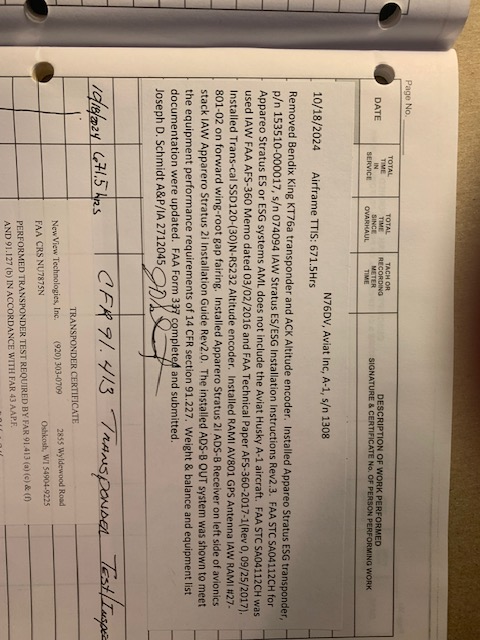 Page No.
DATE
TOTAL TIME IN SERVICE
TOTAL TIME SINCE OVERHAUL
TACH OR RECORDING METER TIME
DESCRIPTION OF WORK PERFORMED
SIGNATURE & CERTIFICATE No. OF PERSON PERFORMING WORK
N76DV, Aviat Inc, A-1, s/n 1308
10/18/2024 Airframe TTIS: 671.5Hrs
Removed Bendix King KT76a transponder and ACK Altitude encoder. Installed Appareo Stratus ESG transponder,
p/n 153510-000017, s/n 074094 IAW Stratus ES/ESG Installation Instructions Rev2.3. FAA STC SA04112CH for
Appareo Stratus ES or ESG systems AML does not include the Aviat Husky A-1 aircraft. FAA STC SA04112CH was
used IAW FAA AFS-360 Memo dated 03/02/2016 and FAA Technical Paper AFS-360-2017-1(Rev 0, 09/25/2017).
Installed Trans-cal SSD120-(30)N-RS232 Altitude encoder. Installed RAMI AV801 GPS Antenna IAW RAMI #27-
801-02 on forward wing-root gap fairing. Installed Appareo Stratus 2i ADS-B Receiver on left side of avionics
stack IAW Apparero Stratus 2i Installation Guide Rev2.0. The installed ADS-B OUT system was shown to meet
the equipment performance requirements of 14 CFR section 91.227. Weight & balance and equipment list
documentation were updated. FAA Form 337 completed and submitted.
Joseph D. Schmidt A&P/IA 2712045
10/18/2024 671.5 hrs CFR 91.413 Transponder Test/Inspe
TRANSPONDER CERTIFICATE
New View Technologies, Inc. (920) 303-0709 2855 Wyldewood Road
FAA CRS NU7875N Oshkosh, WI 54904-9225
PERFORMED TRANSPONDER TEST REQUIRED BY FAR 91.413 (a) (c) & (f)
AND 91.127 (b) IN ACCORDANCE WITH FAR 43 AAP.F.